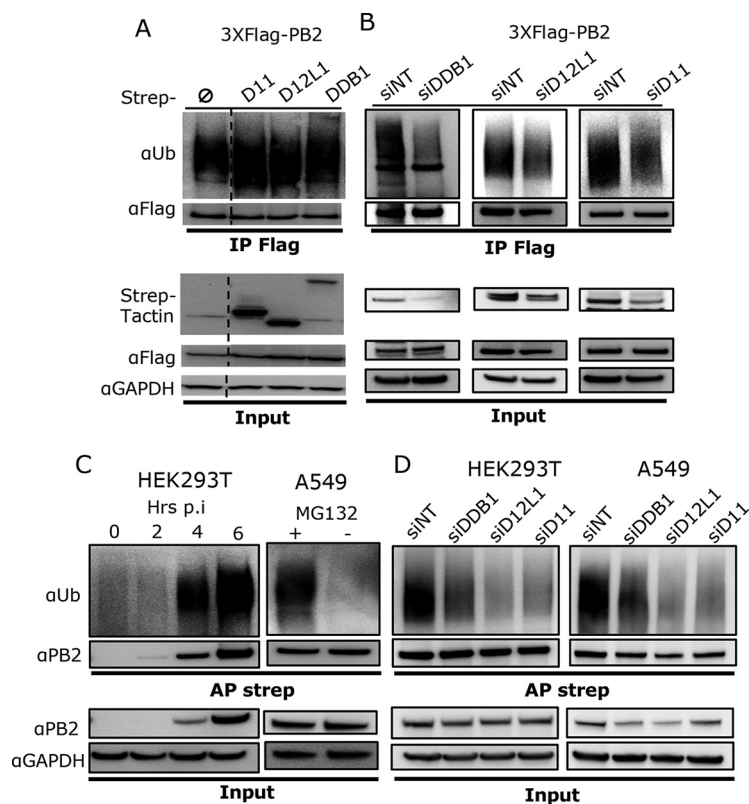 A
3XFlag-PB2
Strep- Ø D11 D12L1 DDB1
αUb
αFlag
IP Flag
Strep-
Tactin
αFlag
αGAPDH
Input
B
3XFlag-PB2
siNT siDDB1 siNT siD12L1 siNT siD11
IP Flag
Input
C
HEK293T A549
Hrs p.i MG132
0 2 4 6 + -
αUb
αPB2
AP strep
αPB2
αGAPDH
Input
D
HEK293T A549
siNT siDDB1 siD12L1 siD11 siNT siDDB1 siD12L1 siD11
AP strep
Input